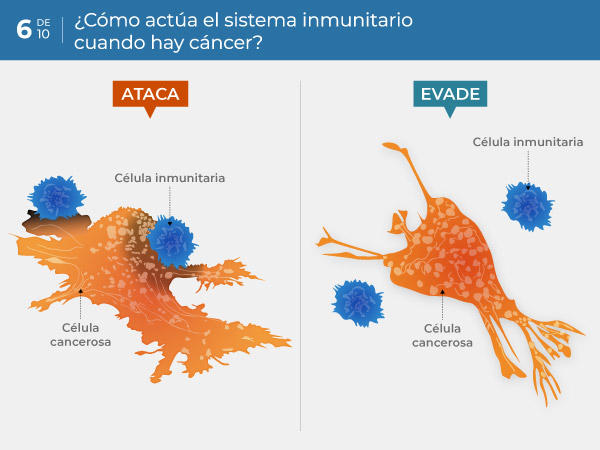 6 DE 10
¿Cómo actúa el sistema inmunitario
cuando hay cáncer?
ATACA
Célula inmunitaria
Célula
cancerosa
EVADE
Célula inmunitaria
Célula
cancerosa